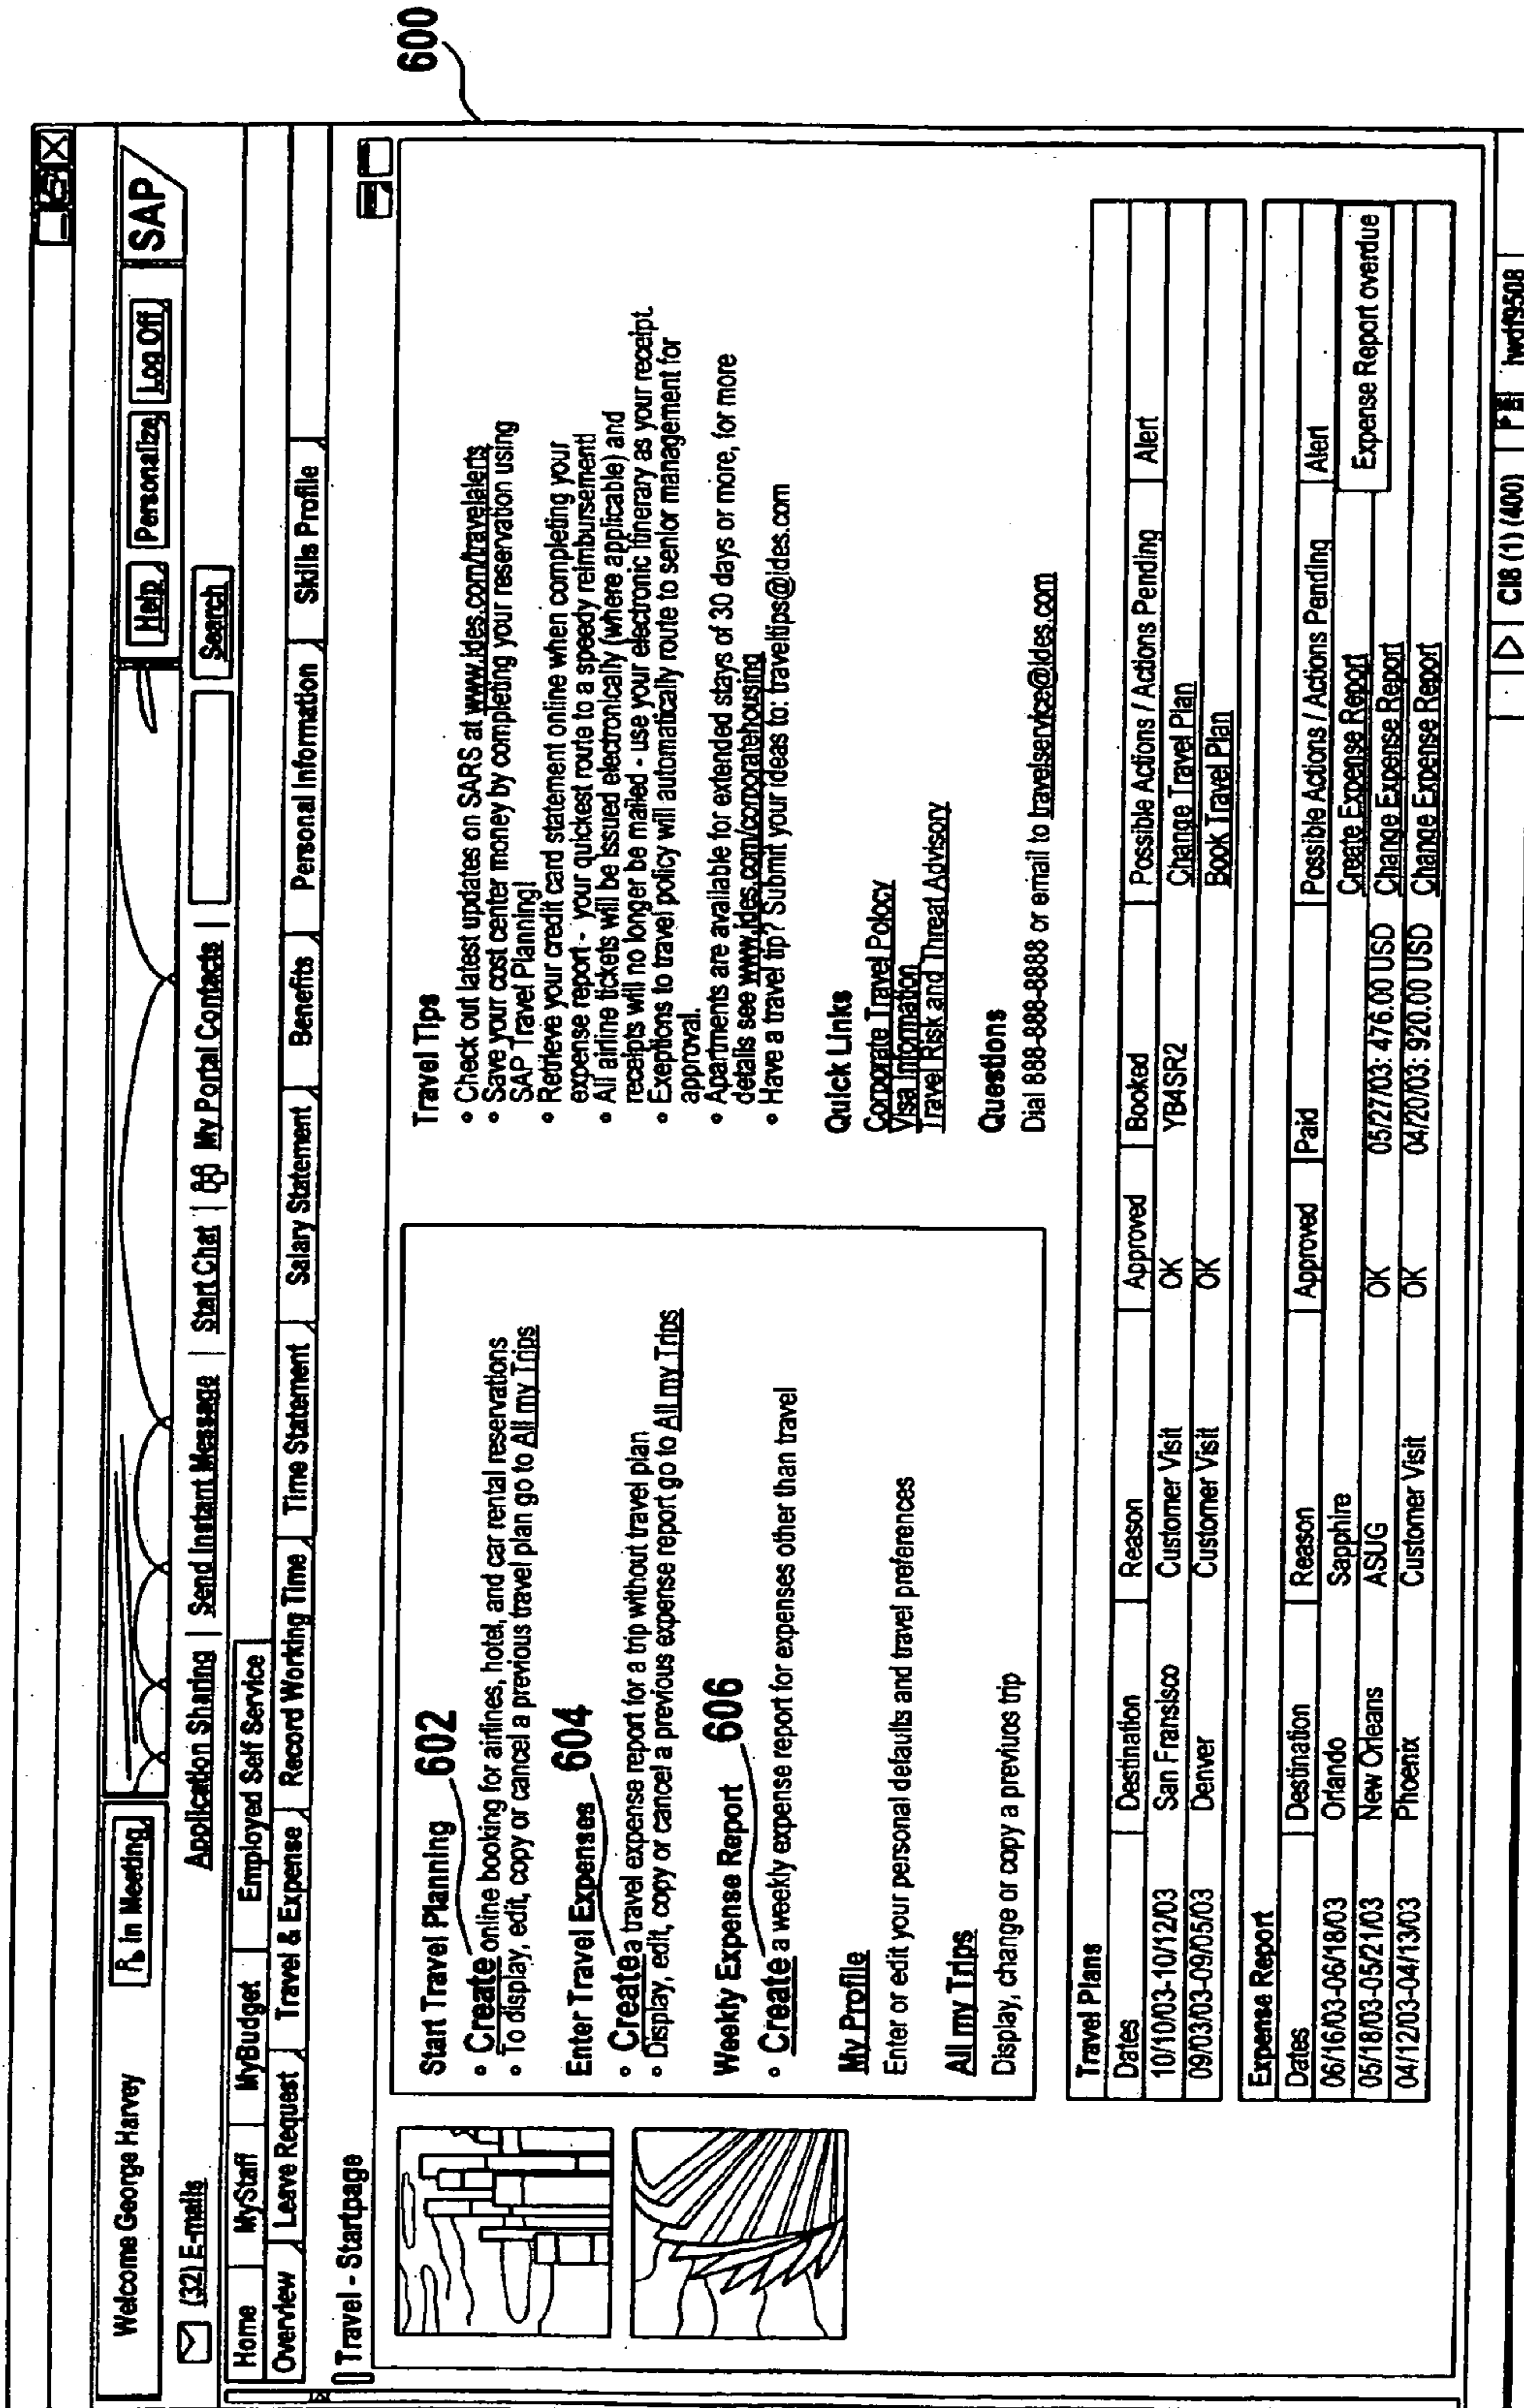 600
Welcome George Harvey
in Meeting
Help Personalize Log Off SAP
(32) E-mails
Application Sharing | Send Instant Message | Start Chat | My Portal Contacts | Search
Home MyStaff MyBudget Employed Self Service
Overview Leave Request Travel & Expense Record Working Time Time Statement Salary Statement Benefits Personal Information Skills Profile
Travel - Startpage
Start Travel Planning 602
• Create online booking for airlines, hotel, and car rental reservations
• To display, edit, copy or cancel a previous travel plan go to All my Trips
Enter Travel Expenses 604
• Create a travel expense report for a trip without travel plan
• Display, edit, copy or cancel a previous expense report go to All my Trips
Weekly Expense Report 606
• Create a weekly expense report for expenses other than travel
My Profile
Enter or edit your personal defaults and travel preferences
All my Trips
Display, change or copy a previuos trip
Travel Tips
• Check out latest updates on SARS at www.ides.com/travelalerts
• Save your cost center money by completing your reservation using
SAP Travel Planning!
• Retrieve your credit card statement online when completing your
expense report - your quickest route to a speedy reimbursement!
• All airline tickets will be issued electronically (where applicable) and
receipts will no longer be mailed - use your electronic itinerary as your receipt.
• Exeptions to travel policy will automatically route to senior management for
approval.
• Apartments are available for extended stays of 30 days or more, for more
details see www.ides.com/corporatehousing
• Have a travel tip? Submit your ideas to: traveltips@ides.com
Quick Links
Corporate Travel Polocy
Visa Information
Travel Risk and Threat Advisory
Questions
Dial 888-888-8888 or email to travelservice@ides.com
Travel Plans
Dates Destination Reason Approved Booked Possible Actions / Actions Pending Alert
10/10/03-10/12/03 San Fransisco Customer Visit OK YB4SR2 Change Travel Plan
09/03/03-09/05/03 Denver Customer Visit OK Book Travel Plan
Expense Report
Dates Destination Reason Approved Paid Possible Actions / Actions Pending Alert
06/16/03-06/18/03 Orlando Sapphire Create Expense Report Expense Report overdue
05/18/03-05/21/03 New Orleans ASUG OK 05/27/03: 476.00 USD Change Expense Report
04/12/03-04/13/03 Phoenix Customer Visit OK 04/20/03: 920.00 USD Change Expense Report
CI8 (1) (400) iwdf9508